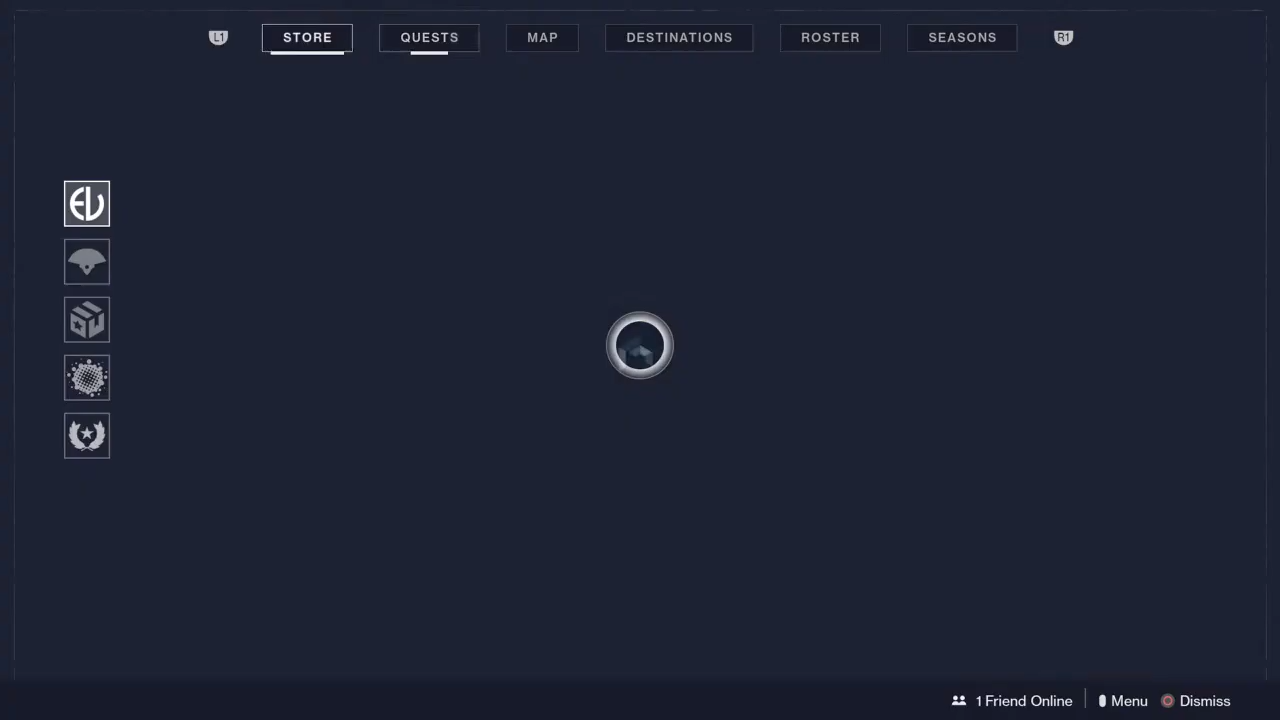 L1 STORE QUESTS MAP DESTINATIONS ROSTER SEASONS R1
1 Friend Online Menu Dismiss